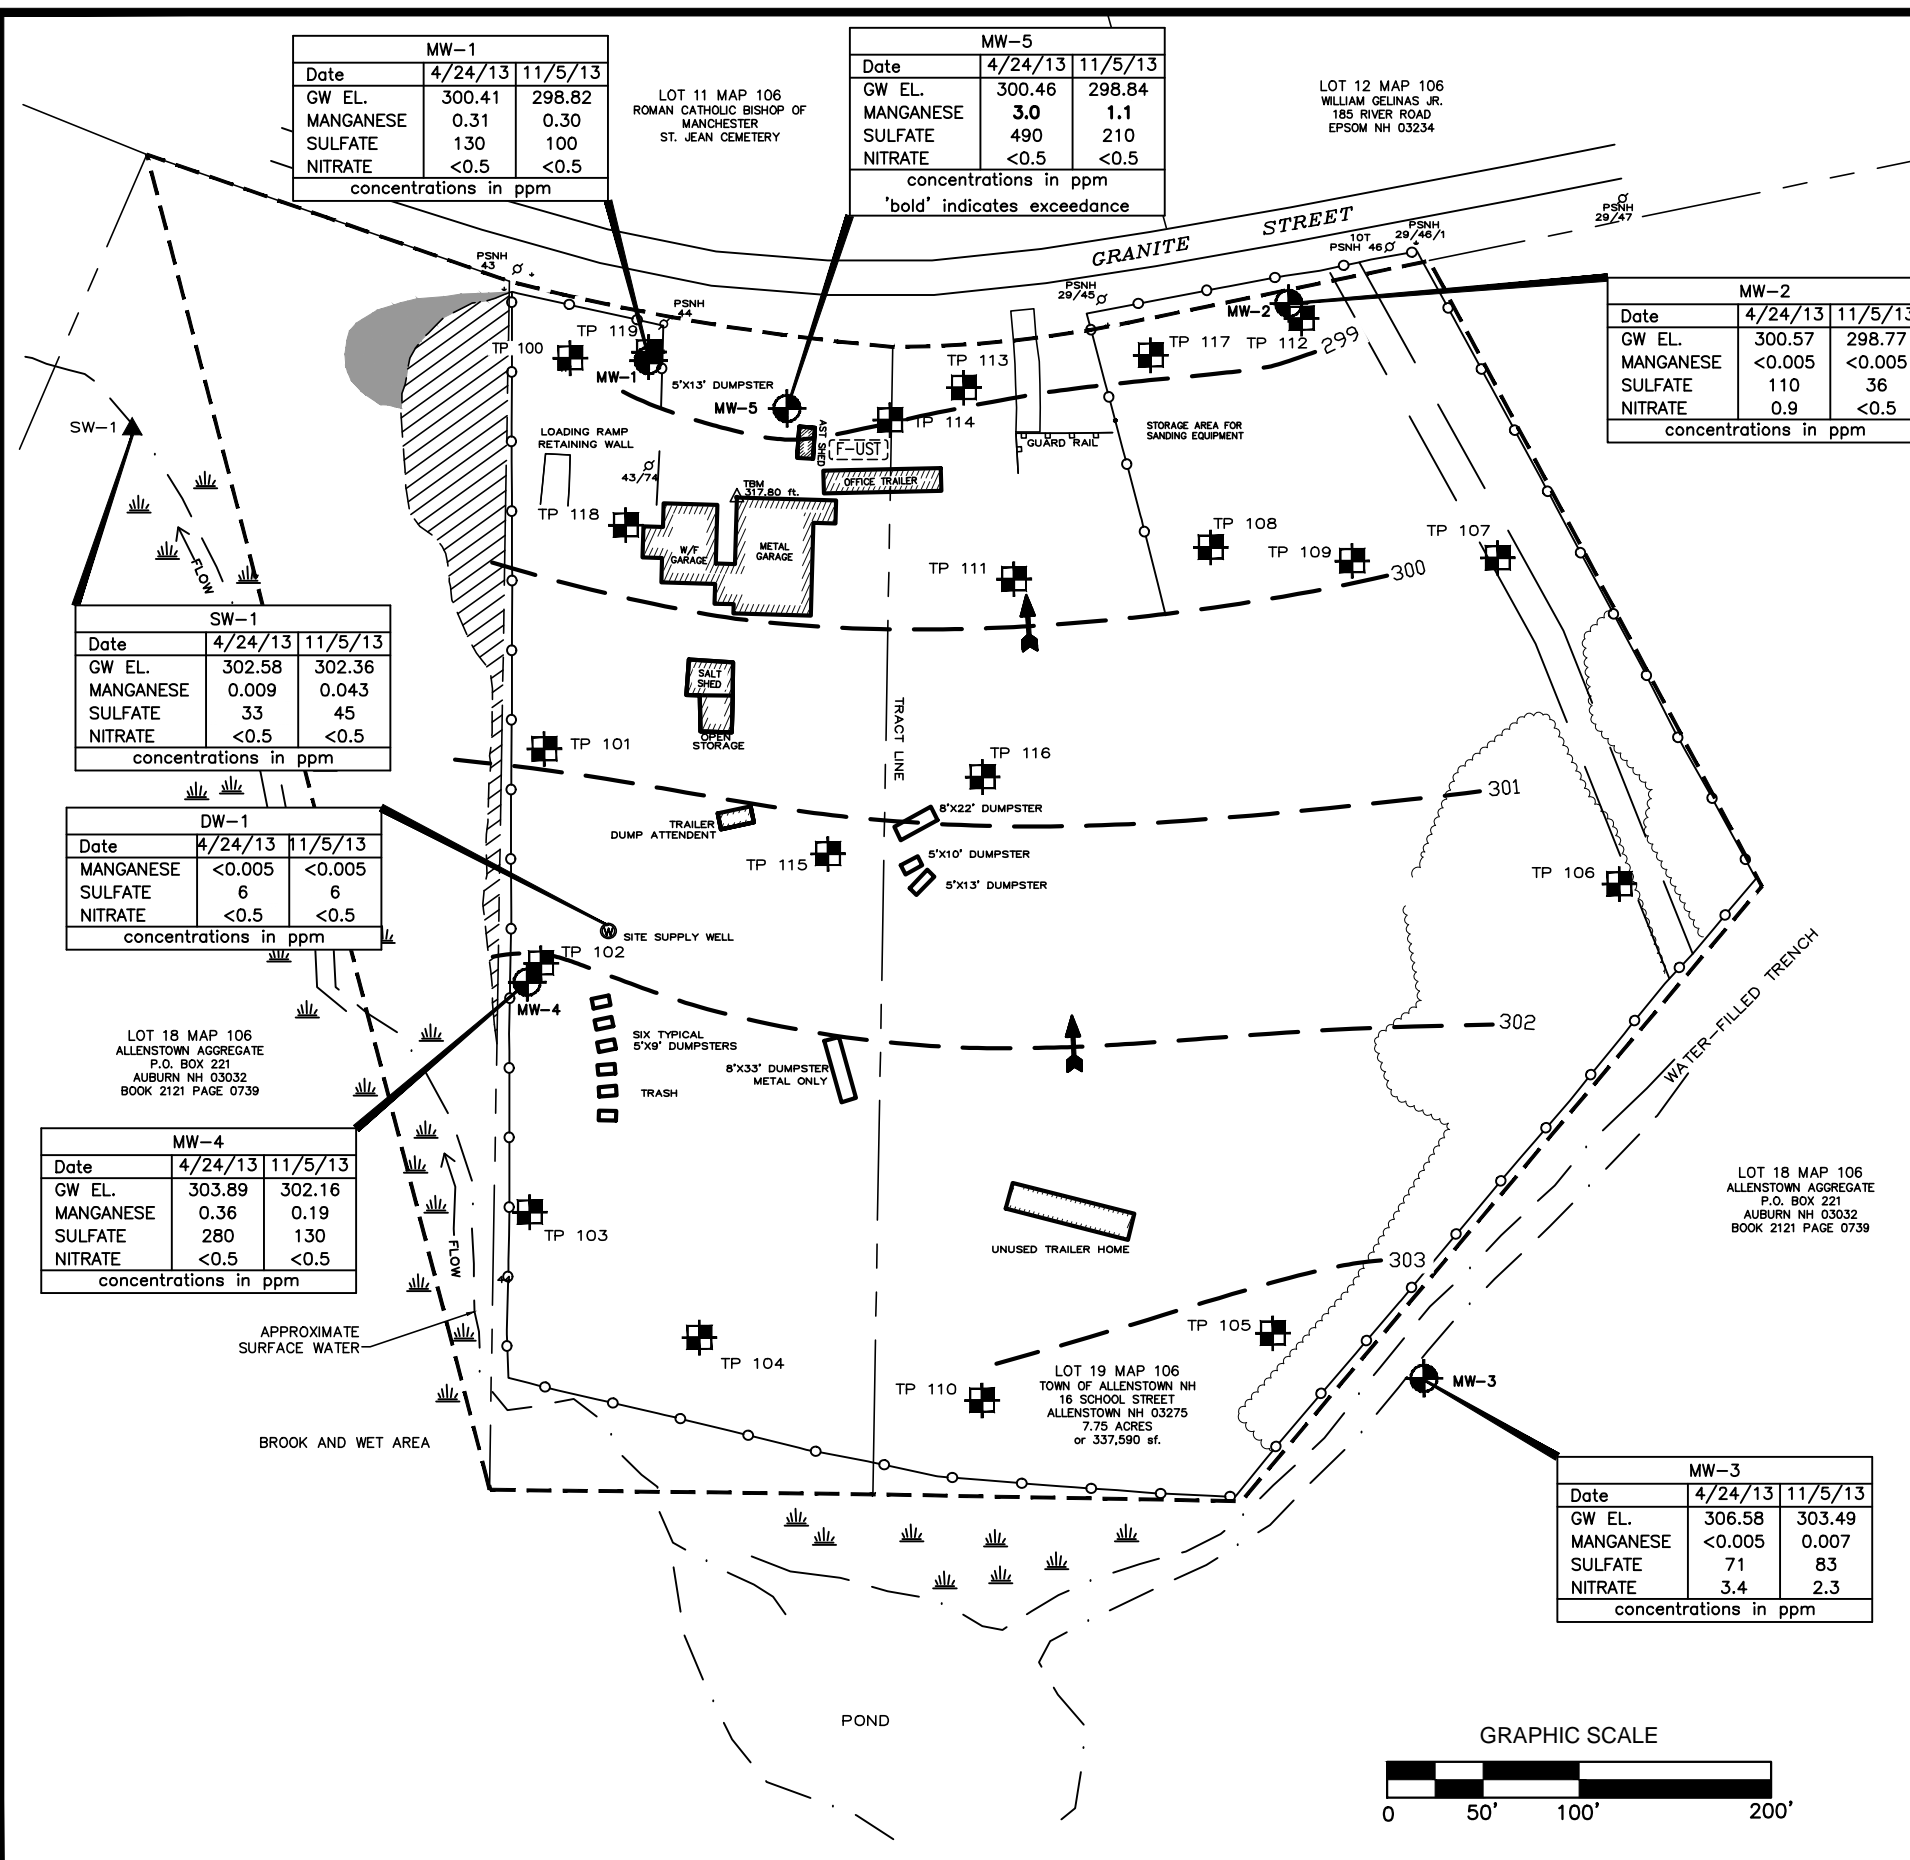 MW-1
Date 4/24/13 11/5/13
GW EL. 300.41 298.82
MANGANESE 0.31 0.30
SULFATE 130 100
NITRATE <0.5 <0.5
concentrations in ppm
LOT 11 MAP 106
ROMAN CATHOLIC BISHOP OF
MANCHESTER
ST. JEAN CEMETERY
MW-5
Date 4/24/13 11/5/13
GW EL. 300.46 298.84
MANGANESE 3.0 1.1
SULFATE 490 210
NITRATE <0.5 <0.5
concentrations in ppm
'bold' indicates exceedance
LOT 12 MAP 106
WILLIAM GELINAS JR.
185 RIVER ROAD
EPSOM NH 03234
GRANITE STREET
PSNH
29/47
PSNH
29/46/1
10T
PSNH 46
PSNH
43
PSNH
44
PSNH
29/45
MW-2
MW-2
Date 4/24/13 11/5/13
GW EL. 300.57 298.77
MANGANESE <0.005 <0.005
SULFATE 110 36
NITRATE 0.9 <0.5
concentrations in ppm
TP 119
TP 100
MW-1
5'X13' DUMPSTER
MW-5
TP 113
TP 117
TP 112
299
TP 114
AST SHED
F-UST
GUARD RAIL
STORAGE AREA FOR
SANDING EQUIPMENT
LOADING RAMP
RETAINING WALL
43/74
TBM
317.80 ft.
OFFICE TRAILER
TP 118
W/F
GARAGE
METAL
GARAGE
TP 111
TP 108
TP 109
TP 107
300
SW-1
FLOW
SW-1
Date 4/24/13 11/5/13
GW EL. 302.58 302.36
MANGANESE 0.009 0.043
SULFATE 33 45
NITRATE <0.5 <0.5
concentrations in ppm
SALT
SHED
OPEN
STORAGE
TRACT LINE
TP 101
TP 116
301
8'X22' DUMPSTER
TRAILER
DUMP ATTENDENT
TP 115
5'X10' DUMPSTER
5'X13' DUMPSTER
TP 106
DW-1
Date 4/24/13 11/5/13
MANGANESE <0.005 <0.005
SULFATE 6 6
NITRATE <0.5 <0.5
concentrations in ppm
W
SITE SUPPLY WELL
TP 102
MW-4
302
WATER-FILLED TRENCH
LOT 18 MAP 106
ALLENSTOWN AGGREGATE
P.O. BOX 221
AUBURN NH 03032
BOOK 2121 PAGE 0739
SIX TYPICAL
5'X9' DUMPSTERS
TRASH
8'X33' DUMPSTER
METAL ONLY
MW-4
Date 4/24/13 11/5/13
GW EL. 303.89 302.16
MANGANESE 0.36 0.19
SULFATE 280 130
NITRATE <0.5 <0.5
concentrations in ppm
FLOW
TP 103
UNUSED TRAILER HOME
303
LOT 18 MAP 106
ALLENSTOWN AGGREGATE
P.O. BOX 221
AUBURN NH 03032
BOOK 2121 PAGE 0739
APPROXIMATE
SURFACE WATER
TP 104
TP 105
TP 110
LOT 19 MAP 106
TOWN OF ALLENSTOWN NH
16 SCHOOL STREET
ALLENSTOWN NH 03275
7.75 ACRES
or 337,590 sf.
MW-3
BROOK AND WET AREA
MW-3
Date 4/24/13 11/5/13
GW EL. 306.58 303.49
MANGANESE <0.005 0.007
SULFATE 71 83
NITRATE 3.4 2.3
concentrations in ppm
POND
GRAPHIC SCALE
0 50' 100' 200'